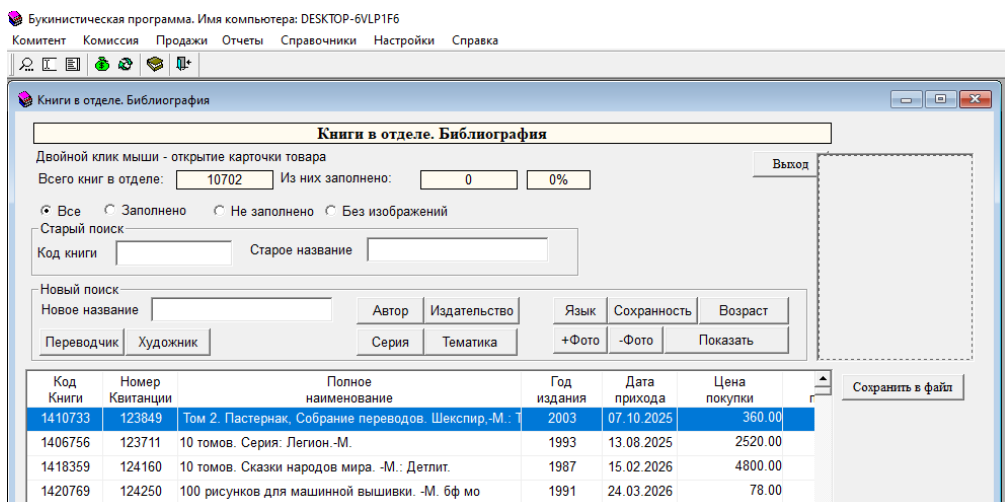 Букинистическая программа. Имя компьютера: DESKTOP-6VLP1F6
Комитент Комиссия Продажи Отчеты Справочники Настройки Справка
Книги в отделе. Библиография
Книги в отделе. Библиография
Двойной клик мыши - открытие карточки товара
Выход
Всего книг в отделе: 10702 Из них заполнено: 0 0%
Все Заполнено Не заполнено Без изображений
Старый поиск
Код книги Старое название
Новый поиск
Новое название Автор Издательство Язык Сохранность Возраст
Переводчик Художник Серия Тематика +Фото -Фото Показать
Код Книги Номер Квитанции Полное наименование Год издания Дата прихода Цена покупки
Сохранить в файл
1410733 123849 Том 2. Пастернак, Собрание переводов. Шекспир,-М.: Т 2003 07.10.2025 360.00
1406756 123711 10 томов. Серия: Легион.-М. 1993 13.08.2025 2520.00
1418359 124160 10 томов. Сказки народов мира. -М.: Детлит. 1987 15.02.2026 4800.00
1420769 124250 100 рисунков для машинной вышивки. -М. бф мо 1991 24.03.2026 78.00